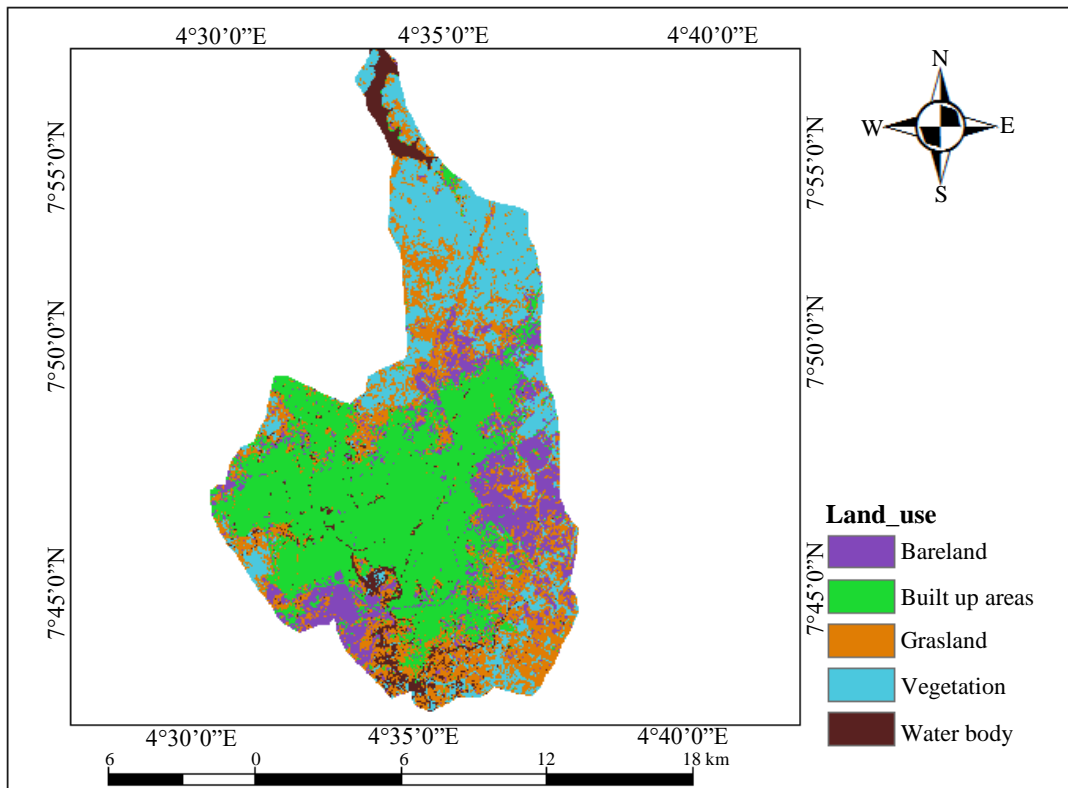 4°30’0”E 4°35’0”E 4°40’0”E
N
W E
S
7°55’0”N 7°55’0”N
7°50’0”N 7°50’0”N
7°45’0”N 7°45’0”N
Land_use
Bareland
Built up areas
Grasland
Vegetation
Water body
4°30’0”E 4°35’0”E 4°40’0”E
6 0 6 12 18 km